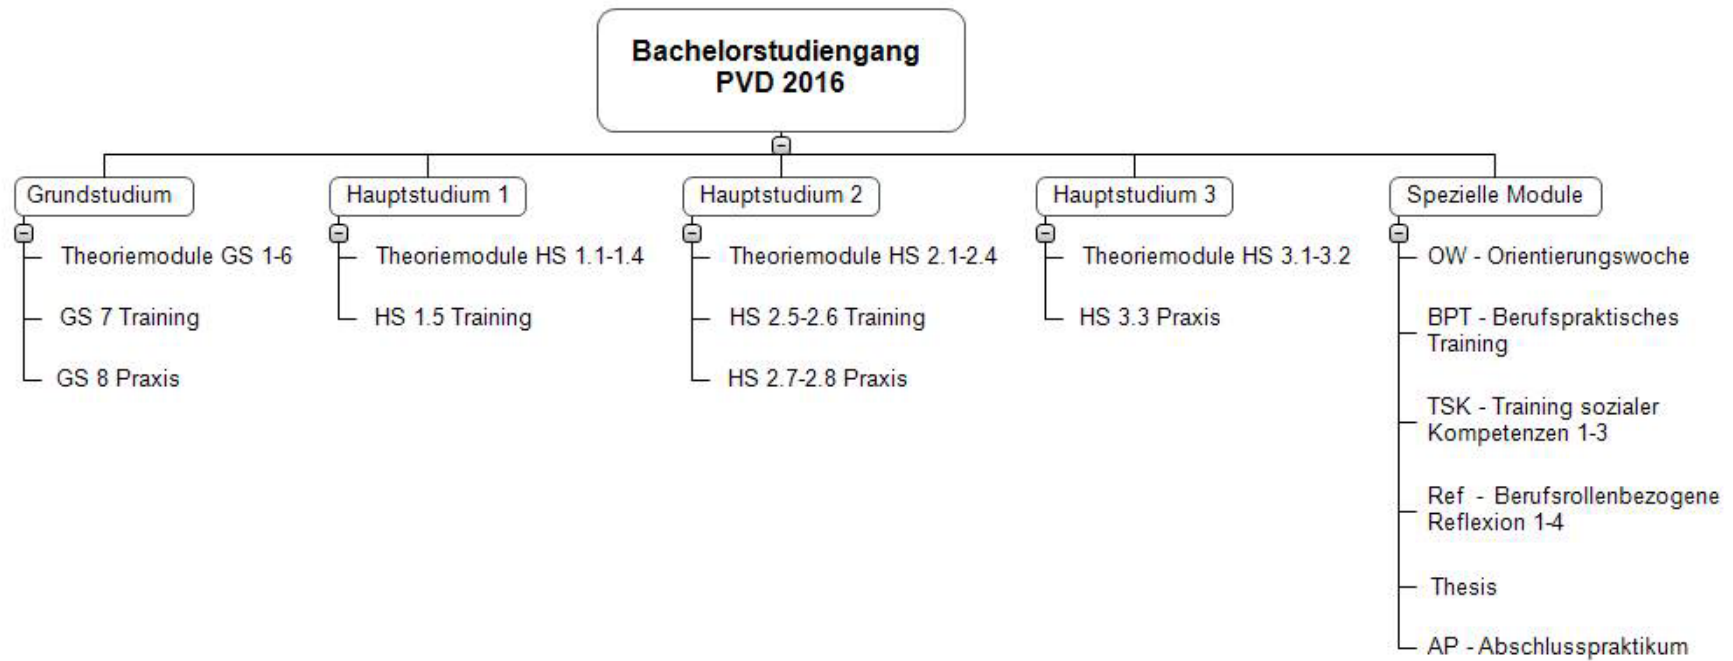 Bachelorstudiengang
PVD 2016
Grundstudium
Theoriemodule GS 1-6
GS 7 Training
GS 8 Praxis
Hauptstudium 1
Theoriemodule HS 1.1-1.4
HS 1.5 Training
Hauptstudium 2
Theoriemodule HS 2.1-2.4
HS 2.5-2.6 Training
HS 2.7-2.8 Praxis
Hauptstudium 3
Theoriemodule HS 3.1-3.2
HS 3.3 Praxis
Spezielle Module
OW - Orientierungswoche
BPT - Berufspraktisches
Training
TSK - Training sozialer
Kompetenzen 1-3
Ref - Berufsrollenbezogene
Reflexion 1-4
Thesis
AP - Abschlusspraktikum